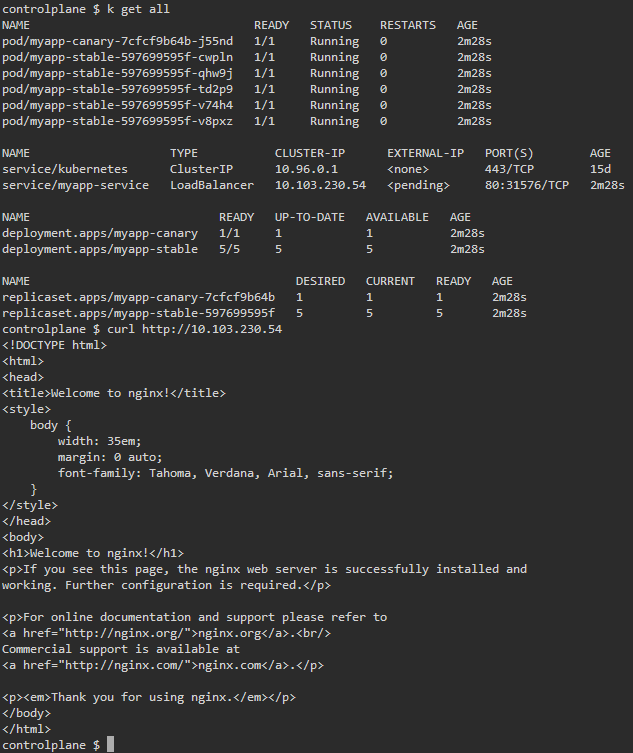 controlplane $ k get all
NAME READY STATUS RESTARTS AGE
pod/myapp-canary-7cfcf9b64b-j55nd 1/1 Running 0 2m28s
pod/myapp-stable-597699595f-cwpln 1/1 Running 0 2m28s
pod/myapp-stable-597699595f-qhw9j 1/1 Running 0 2m28s
pod/myapp-stable-597699595f-td2p9 1/1 Running 0 2m28s
pod/myapp-stable-597699595f-v74h4 1/1 Running 0 2m28s
pod/myapp-stable-597699595f-v8pxz 1/1 Running 0 2m28s
NAME TYPE CLUSTER-IP EXTERNAL-IP PORT(S) AGE
service/kubernetes ClusterIP 10.96.0.1 <none> 443/TCP 15d
service/myapp-service LoadBalancer 10.103.230.54 <pending> 80:31576/TCP 2m28s
NAME READY UP-TO-DATE AVAILABLE AGE
deployment.apps/myapp-canary 1/1 1 1 2m28s
deployment.apps/myapp-stable 5/5 5 5 2m28s
NAME DESIRED CURRENT READY AGE
replicaset.apps/myapp-canary-7cfcf9b64b 1 1 1 2m28s
replicaset.apps/myapp-stable-597699595f 5 5 5 2m28s
controlplane $ curl http://10.103.230.54
<!DOCTYPE html>
<html>
<head>
<title>Welcome to nginx!</title>
<style>
    body {
        width: 35em;
        margin: 0 auto;
        font-family: Tahoma, Verdana, Arial, sans-serif;
    }
</style>
</head>
<body>
<h1>Welcome to nginx!</h1>
<p>If you see this page, the nginx web server is successfully installed and
working. Further configuration is required.</p>
<p>For online documentation and support please refer to
<a href="http://nginx.org/">nginx.org</a>.<br/>
Commercial support is available at
<a href="http://nginx.com/">nginx.com</a>.</p>
<p><em>Thank you for using nginx.</em></p>
</body>
</html>
controlplane $